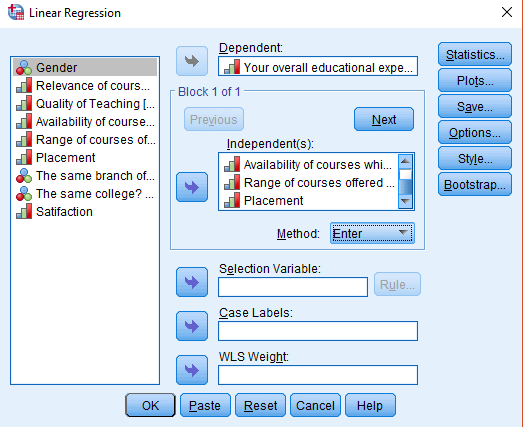 Linear Regression
Gender
Relevance of cours...
Quality of Teaching [...
Availability of course...
Range of courses of...
Placement
The same branch of...
The same college? ...
Satifaction
Dependent:
Your overall educational expe...
Block 1 of 1
Previous
Next
Independent(s):
Availability of courses whi...
Range of courses offered ...
Placement
Method:
Enter
Selection Variable:
Rule...
Case Labels:
WLS Weight:
Statistics...
Plots...
Save...
Options...
Style...
Bootstrap...
OK
Paste
Reset
Cancel
Help